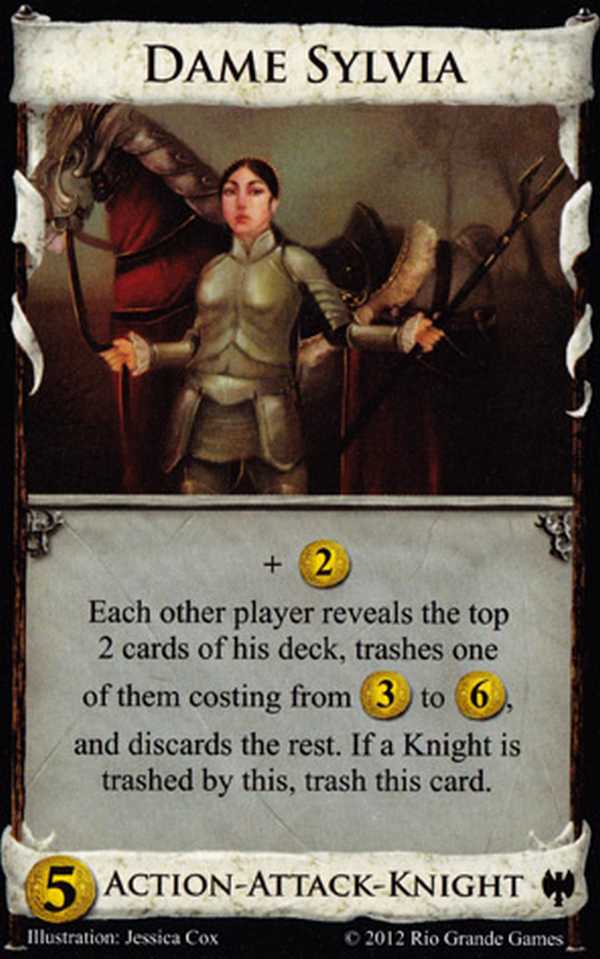 DAME SYLVIA
+ 2
Each other player reveals the top
2 cards of his deck, trashes one
of them costing from 3 to 6,
and discards the rest. If a Knight is
trashed by this, trash this card.
5 ACTION-ATTACK-KNIGHT
Illustration: Jessica Cox © 2012 Rio Grande Games